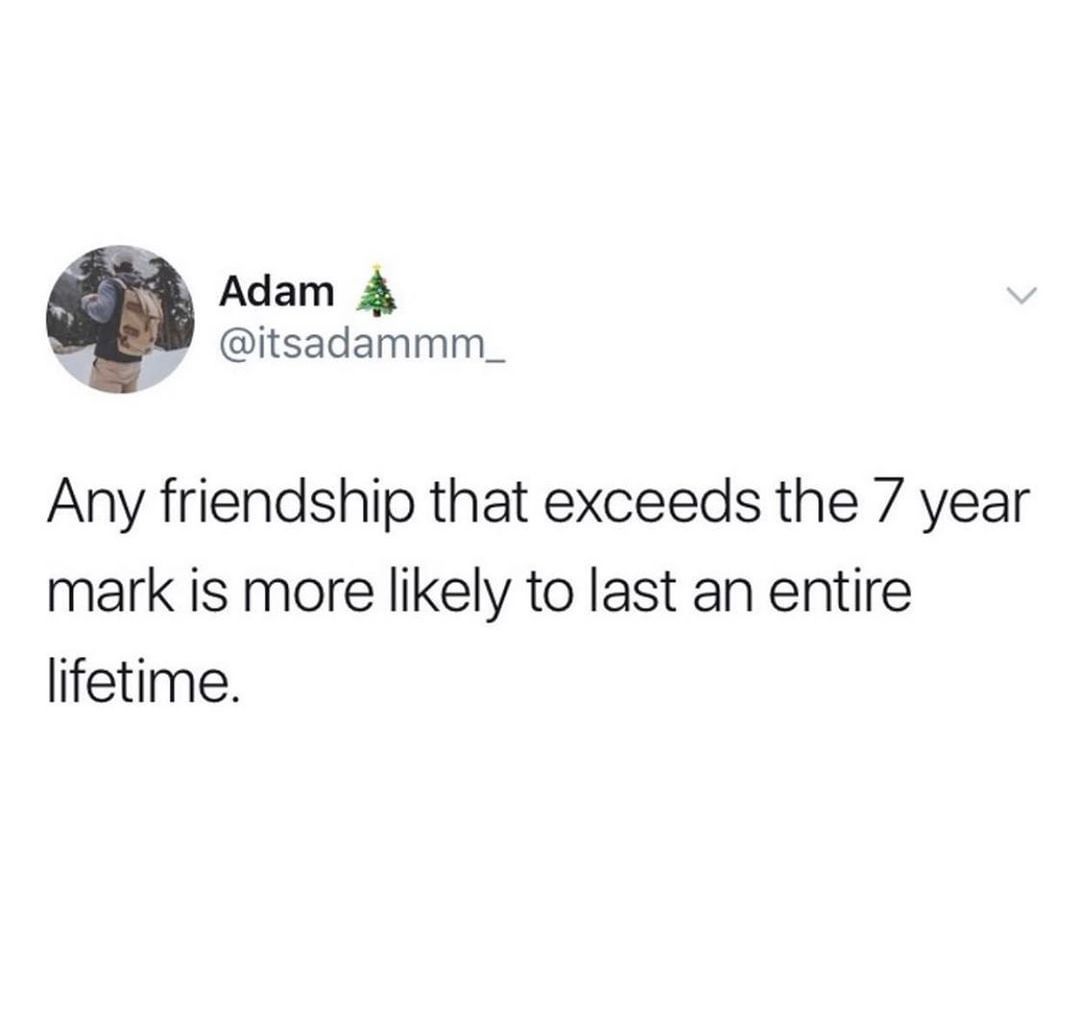 Adam 🎄
@itsadammm_
Any friendship that exceeds the 7 year
mark is more likely to last an entire
lifetime.